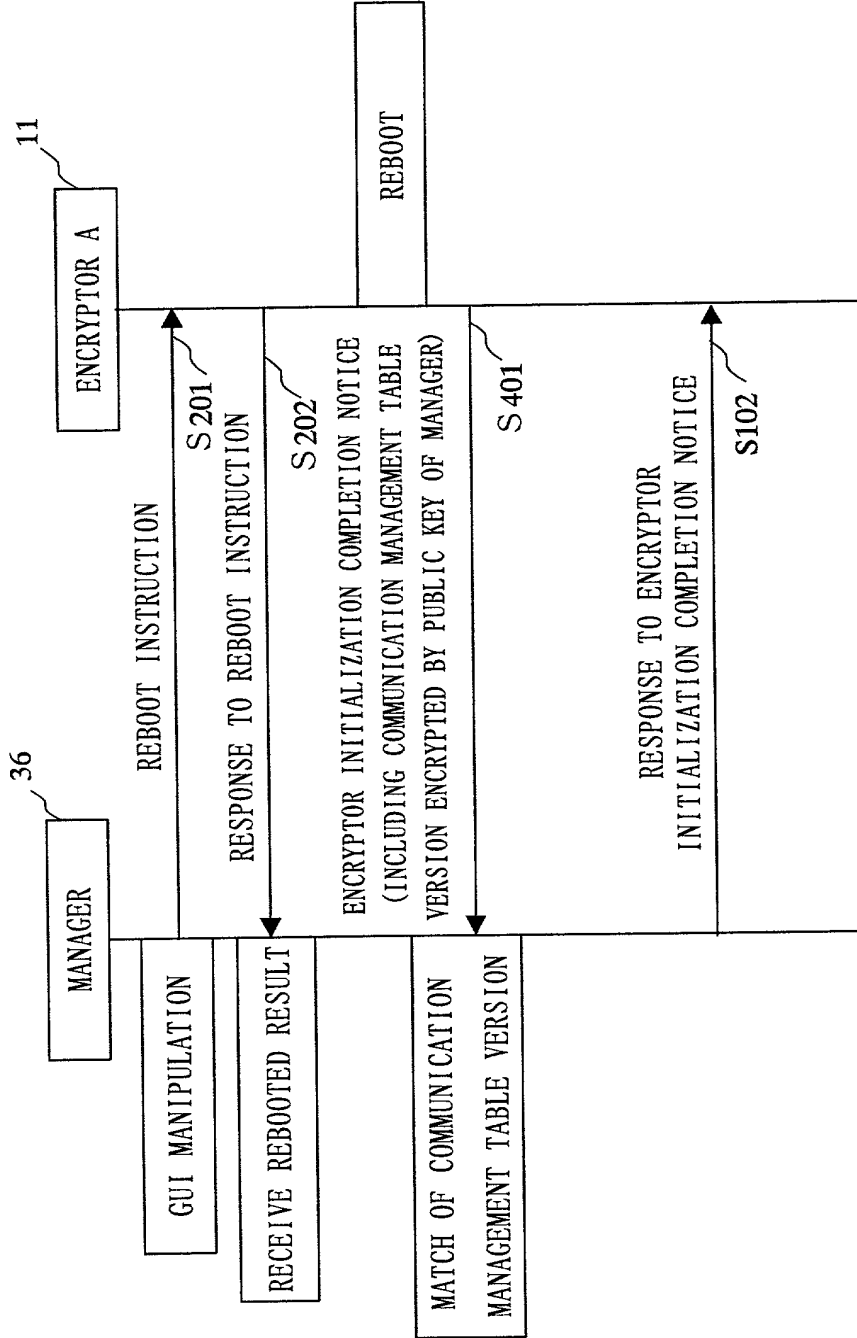 MANAGER
36
ENCRYPTOR A
11
GUI MANIPULATION
REBOOT INSTRUCTION
S201
RECEIVE REBOOTED RESULT
RESPONSE TO REBOOT INSTRUCTION
S202
REBOOT
ENCRYPTOR INITIALIZATION COMPLETION NOTICE
(INCLUDING COMMUNICATION MANAGEMENT TABLE
VERSION ENCRYPTED BY PUBLIC KEY OF MANAGER)
S401
MATCH OF COMMUNICATION
MANAGEMENT TABLE VERSION
RESPONSE TO ENCRYPTOR
INITIALIZATION COMPLETION NOTICE
S102